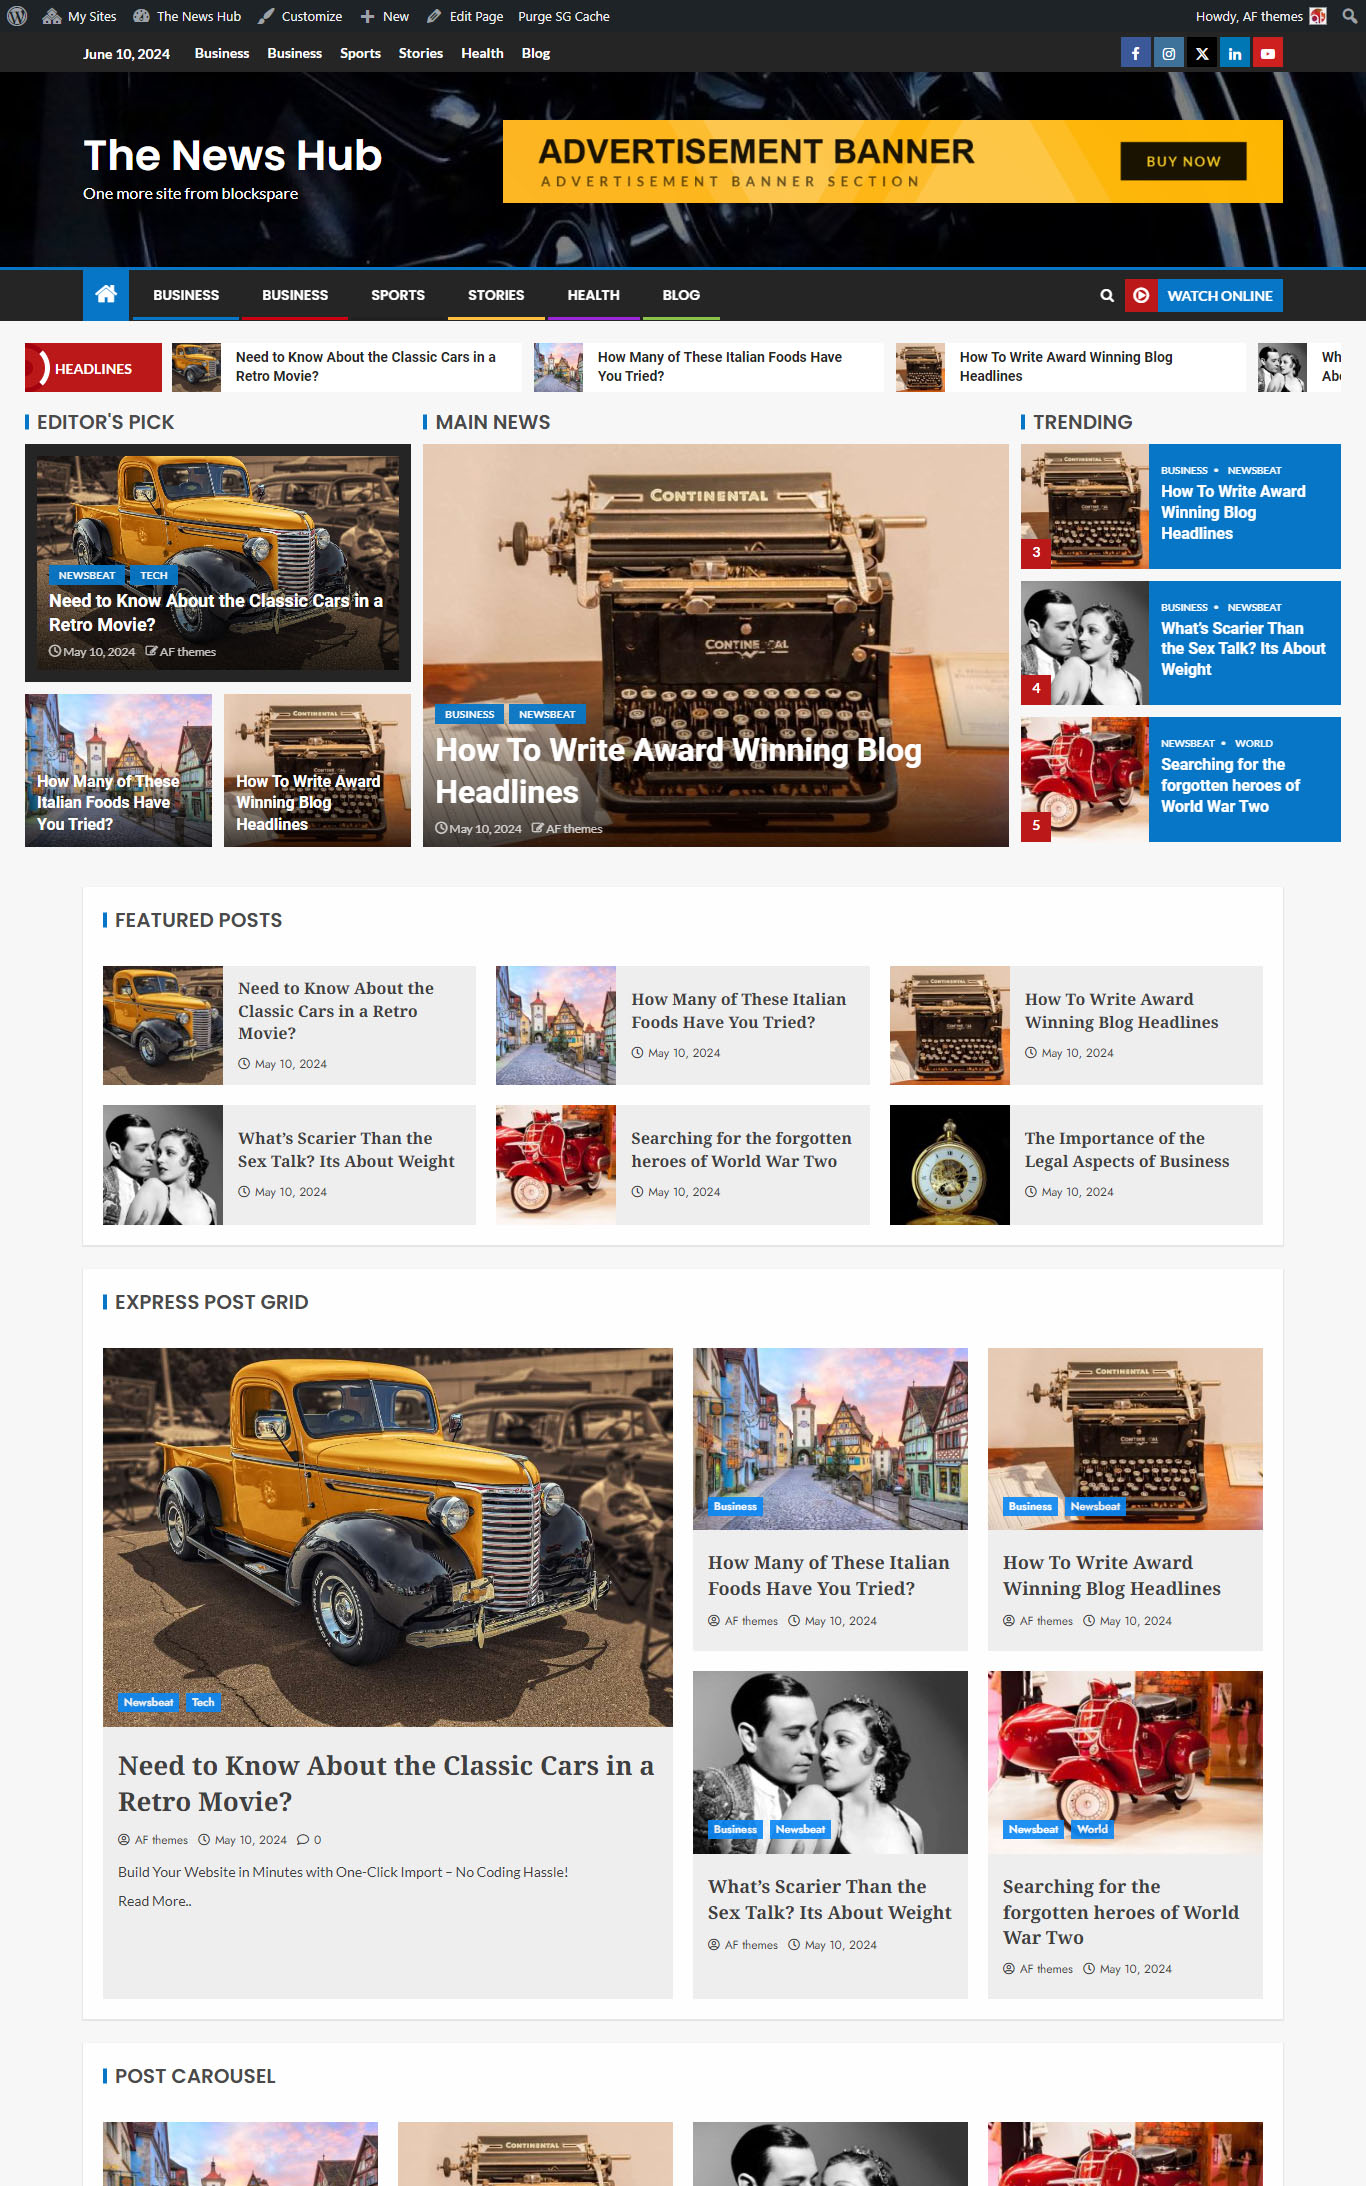 My Sites The News Hub Customize New Edit Page Purge SG Cache Howdy, AF themes
June 10, 2024 Business Business Sports Stories Health Blog
The News Hub
One more site from blockspare
ADVERTISEMENT BANNER
ADVERTISEMENT BANNER SECTION
BUY NOW
BUSINESS BUSINESS SPORTS STORIES HEALTH BLOG WATCH ONLINE
HEADLINES
Need to Know About the Classic Cars in a
Retro Movie?
How Many of These Italian Foods Have
You Tried?
How To Write Award Winning Blog
Headlines
Wh
Ab
EDITOR'S PICK
NEWSBEAT TECH
Need to Know About the Classic Cars in a
Retro Movie?
May 10, 2024 AF themes
How Many of These
Italian Foods Have
You Tried?
How To Write Award
Winning Blog
Headlines
MAIN NEWS
CONTINENTAL
BUSINESS NEWSBEAT
How To Write Award Winning Blog
Headlines
May 10, 2024 AF themes
TRENDING
3
BUSINESS • NEWSBEAT
How To Write Award
Winning Blog
Headlines
4
BUSINESS • NEWSBEAT
What's Scarier Than
the Sex Talk? Its About
Weight
5
NEWSBEAT • WORLD
Searching for the
forgotten heroes of
World War Two
FEATURED POSTS
Need to Know About the
Classic Cars in a Retro
Movie?
May 10, 2024
How Many of These Italian
Foods Have You Tried?
May 10, 2024
How To Write Award
Winning Blog Headlines
May 10, 2024
What's Scarier Than the
Sex Talk? Its About Weight
May 10, 2024
Searching for the forgotten
heroes of World War Two
May 10, 2024
The Importance of the
Legal Aspects of Business
May 10, 2024
EXPRESS POST GRID
Newsbeat Tech
Need to Know About the Classic Cars in a
Retro Movie?
AF themes May 10, 2024 0
Build Your Website in Minutes with One-Click Import – No Coding Hassle!
Read More..
Business
How Many of These Italian
Foods Have You Tried?
AF themes May 10, 2024
CONTINENTAL
Business Newsbeat
How To Write Award
Winning Blog Headlines
AF themes May 10, 2024
Business Newsbeat
What's Scarier Than the
Sex Talk? Its About Weight
AF themes May 10, 2024
Newsbeat World
Searching for the
forgotten heroes of World
War Two
AF themes May 10, 2024
POST CAROUSEL
CONTINENTAL